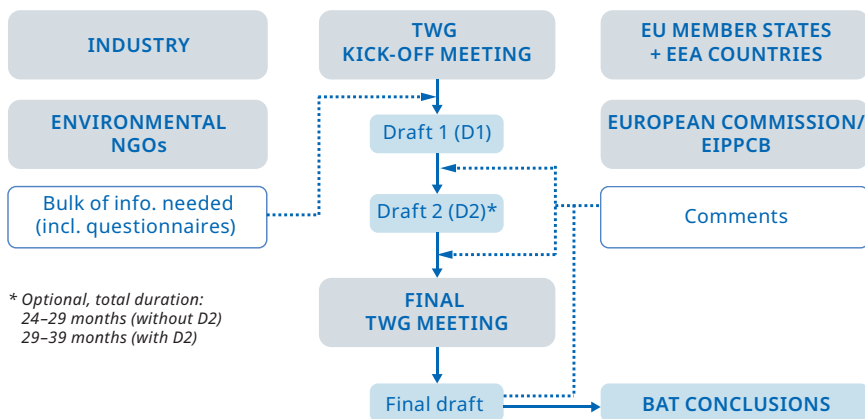 INDUSTRY
TWG
KICK-OFF MEETING
EU MEMBER STATES
+ EEA COUNTRIES
ENVIRONMENTAL
NGOs
Draft 1 (D1)
EUROPEAN COMMISSION/
EIPPCB
Bulk of info. needed
(incl. questionnaires)
Draft 2 (D2)*
Comments
* Optional, total duration:
24–29 months (without D2)
29–39 months (with D2)
FINAL
TWG MEETING
Final draft
BAT CONCLUSIONS